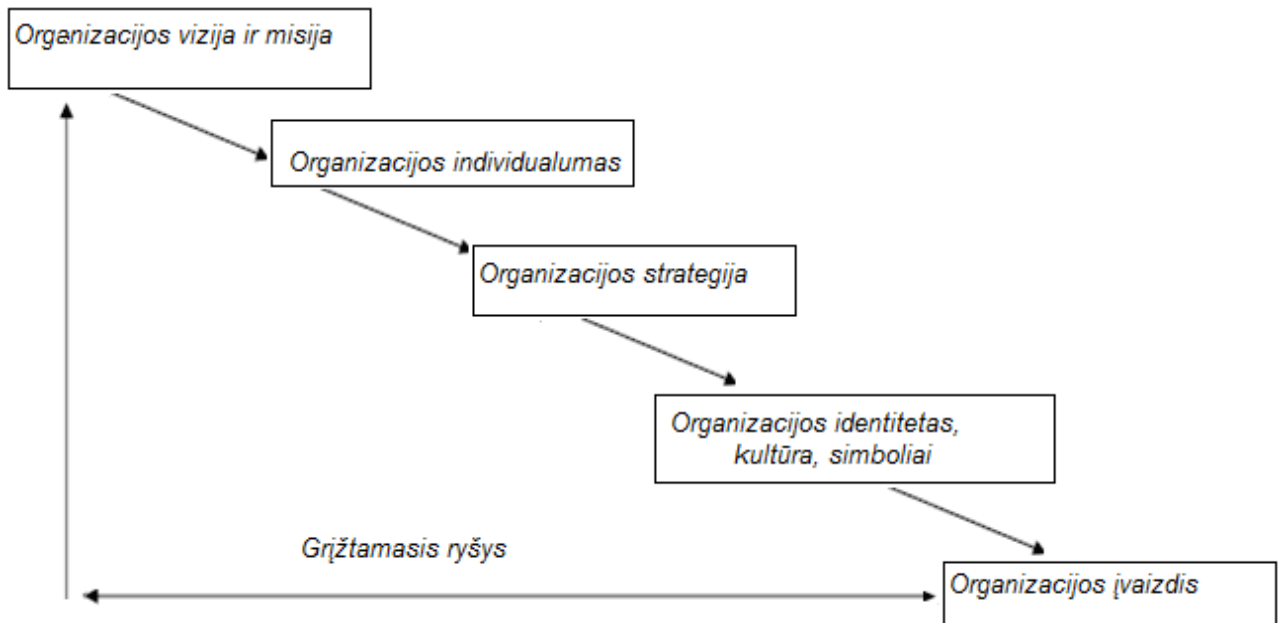 Organizacijos vizija ir misija
Organizacijos individualumas
Organizacijos strategija
Organizacijos identitetas,
kultūra, simboliai
Grįžtamasis ryšys
Organizacijos įvaizdis